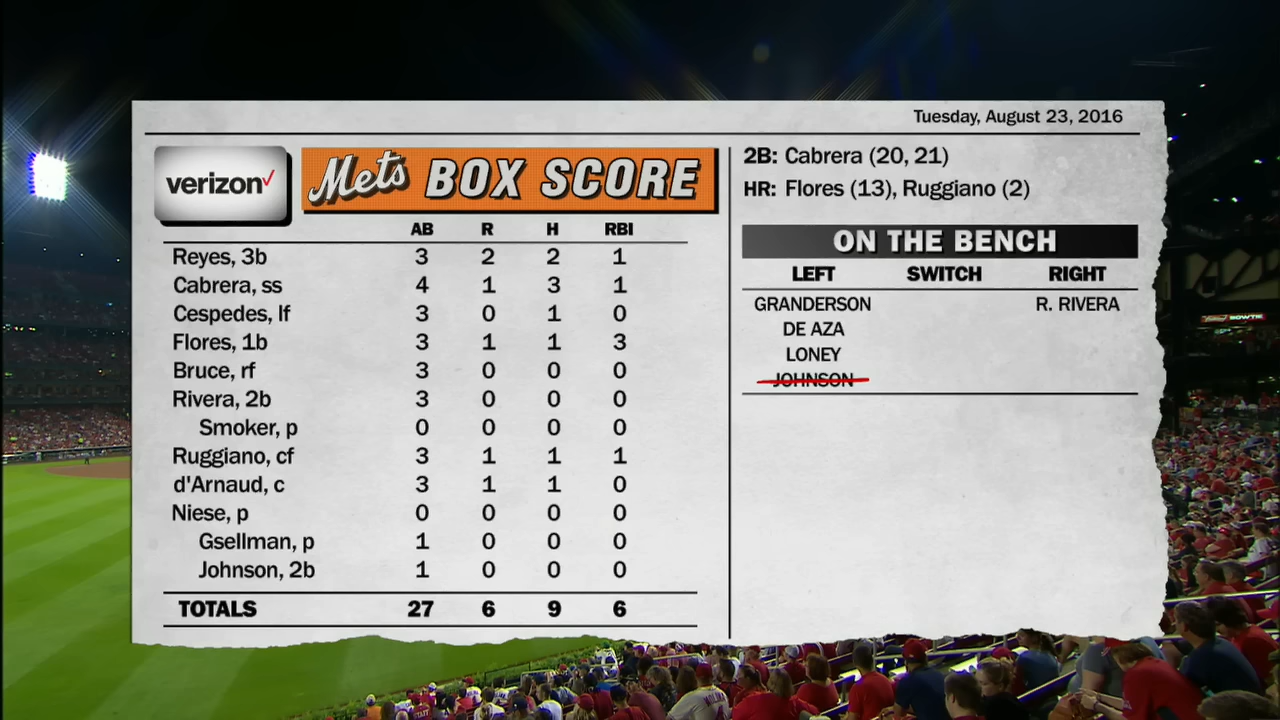 Tuesday, August 23, 2016
verizon
Mets BOX SCORE
AB R H RBI
Reyes, 3b 3 2 2 1
Cabrera, ss 4 1 3 1
Cespedes, lf 3 0 1 0
Flores, 1b 3 1 1 3
Bruce, rf 3 0 0 0
Rivera, 2b 3 0 0 0
Smoker, p 0 0 0 0
Ruggiano, cf 3 1 1 1
d'Arnaud, c 3 1 1 0
Niese, p 0 0 0 0
Gsellman, p 1 0 0 0
Johnson, 2b 1 0 0 0
TOTALS 27 6 9 6
2B: Cabrera (20, 21)
HR: Flores (13), Ruggiano (2)
ON THE BENCH
LEFT SWITCH RIGHT
GRANDERSON R. RIVERA
DE AZA
LONEY
JOHNSON